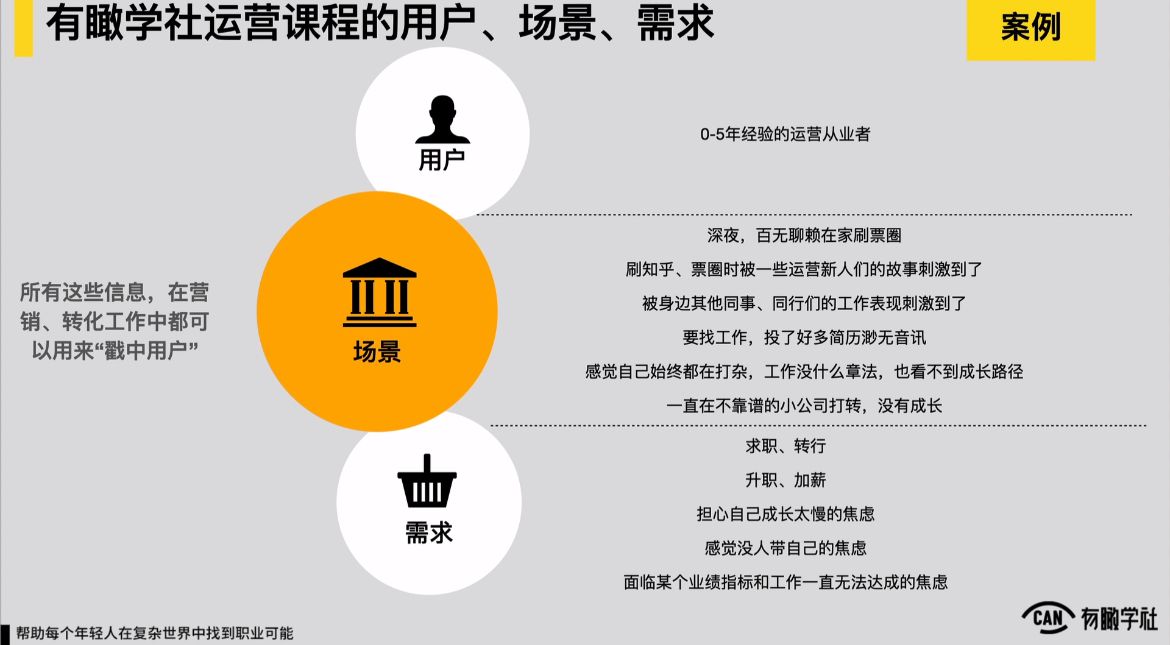 有瞰学社运营课程的用户、场景、需求
案例
用户
0-5年经验的运营从业者
所有这些信息，在营
销、转化工作中都可
以用来“戳中用户”
场景
深夜，百无聊赖在家刷票圈
刷知乎、票圈时被一些运营新人们的故事刺激到了
被身边其他同事、同行们的工作表现刺激到了
要找工作，投了好多简历渺无音讯
感觉自己始终都在打杂，工作没什么章法，也看不到成长路径
一直在不靠谱的小公司打转，没有成长
需求
求职、转行
升职、加薪
担心自己成长太慢的焦虑
感觉没人带自己的焦虑
面临某个业绩指标和工作一直无法达成的焦虑
帮助每个年轻人在复杂世界中找到职业可能
CAN 有瞰学社